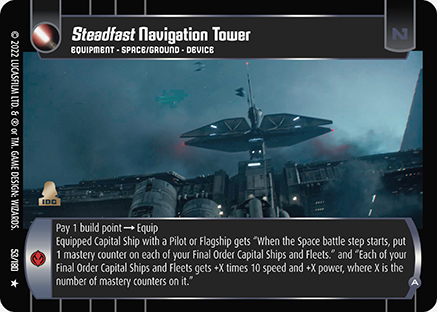 Steadfast Navigation Tower
EQUIPMENT - SPACE/GROUND - DEVICE
N
© 2022 LUCASFILM LTD. & ® or TM. GAME DESIGN: WIZARDS.
IDC
53/180
Pay 1 build point → Equip
Equipped Capital Ship with a Pilot or Flagship gets “When the Space battle step starts, put
1 mastery counter on each of your Final Order Capital Ships and Fleets.” and “Each of your
Final Order Capital Ships and Fleets gets +X times 10 speed and +X power, where X is the
number of mastery counters on it.”
A